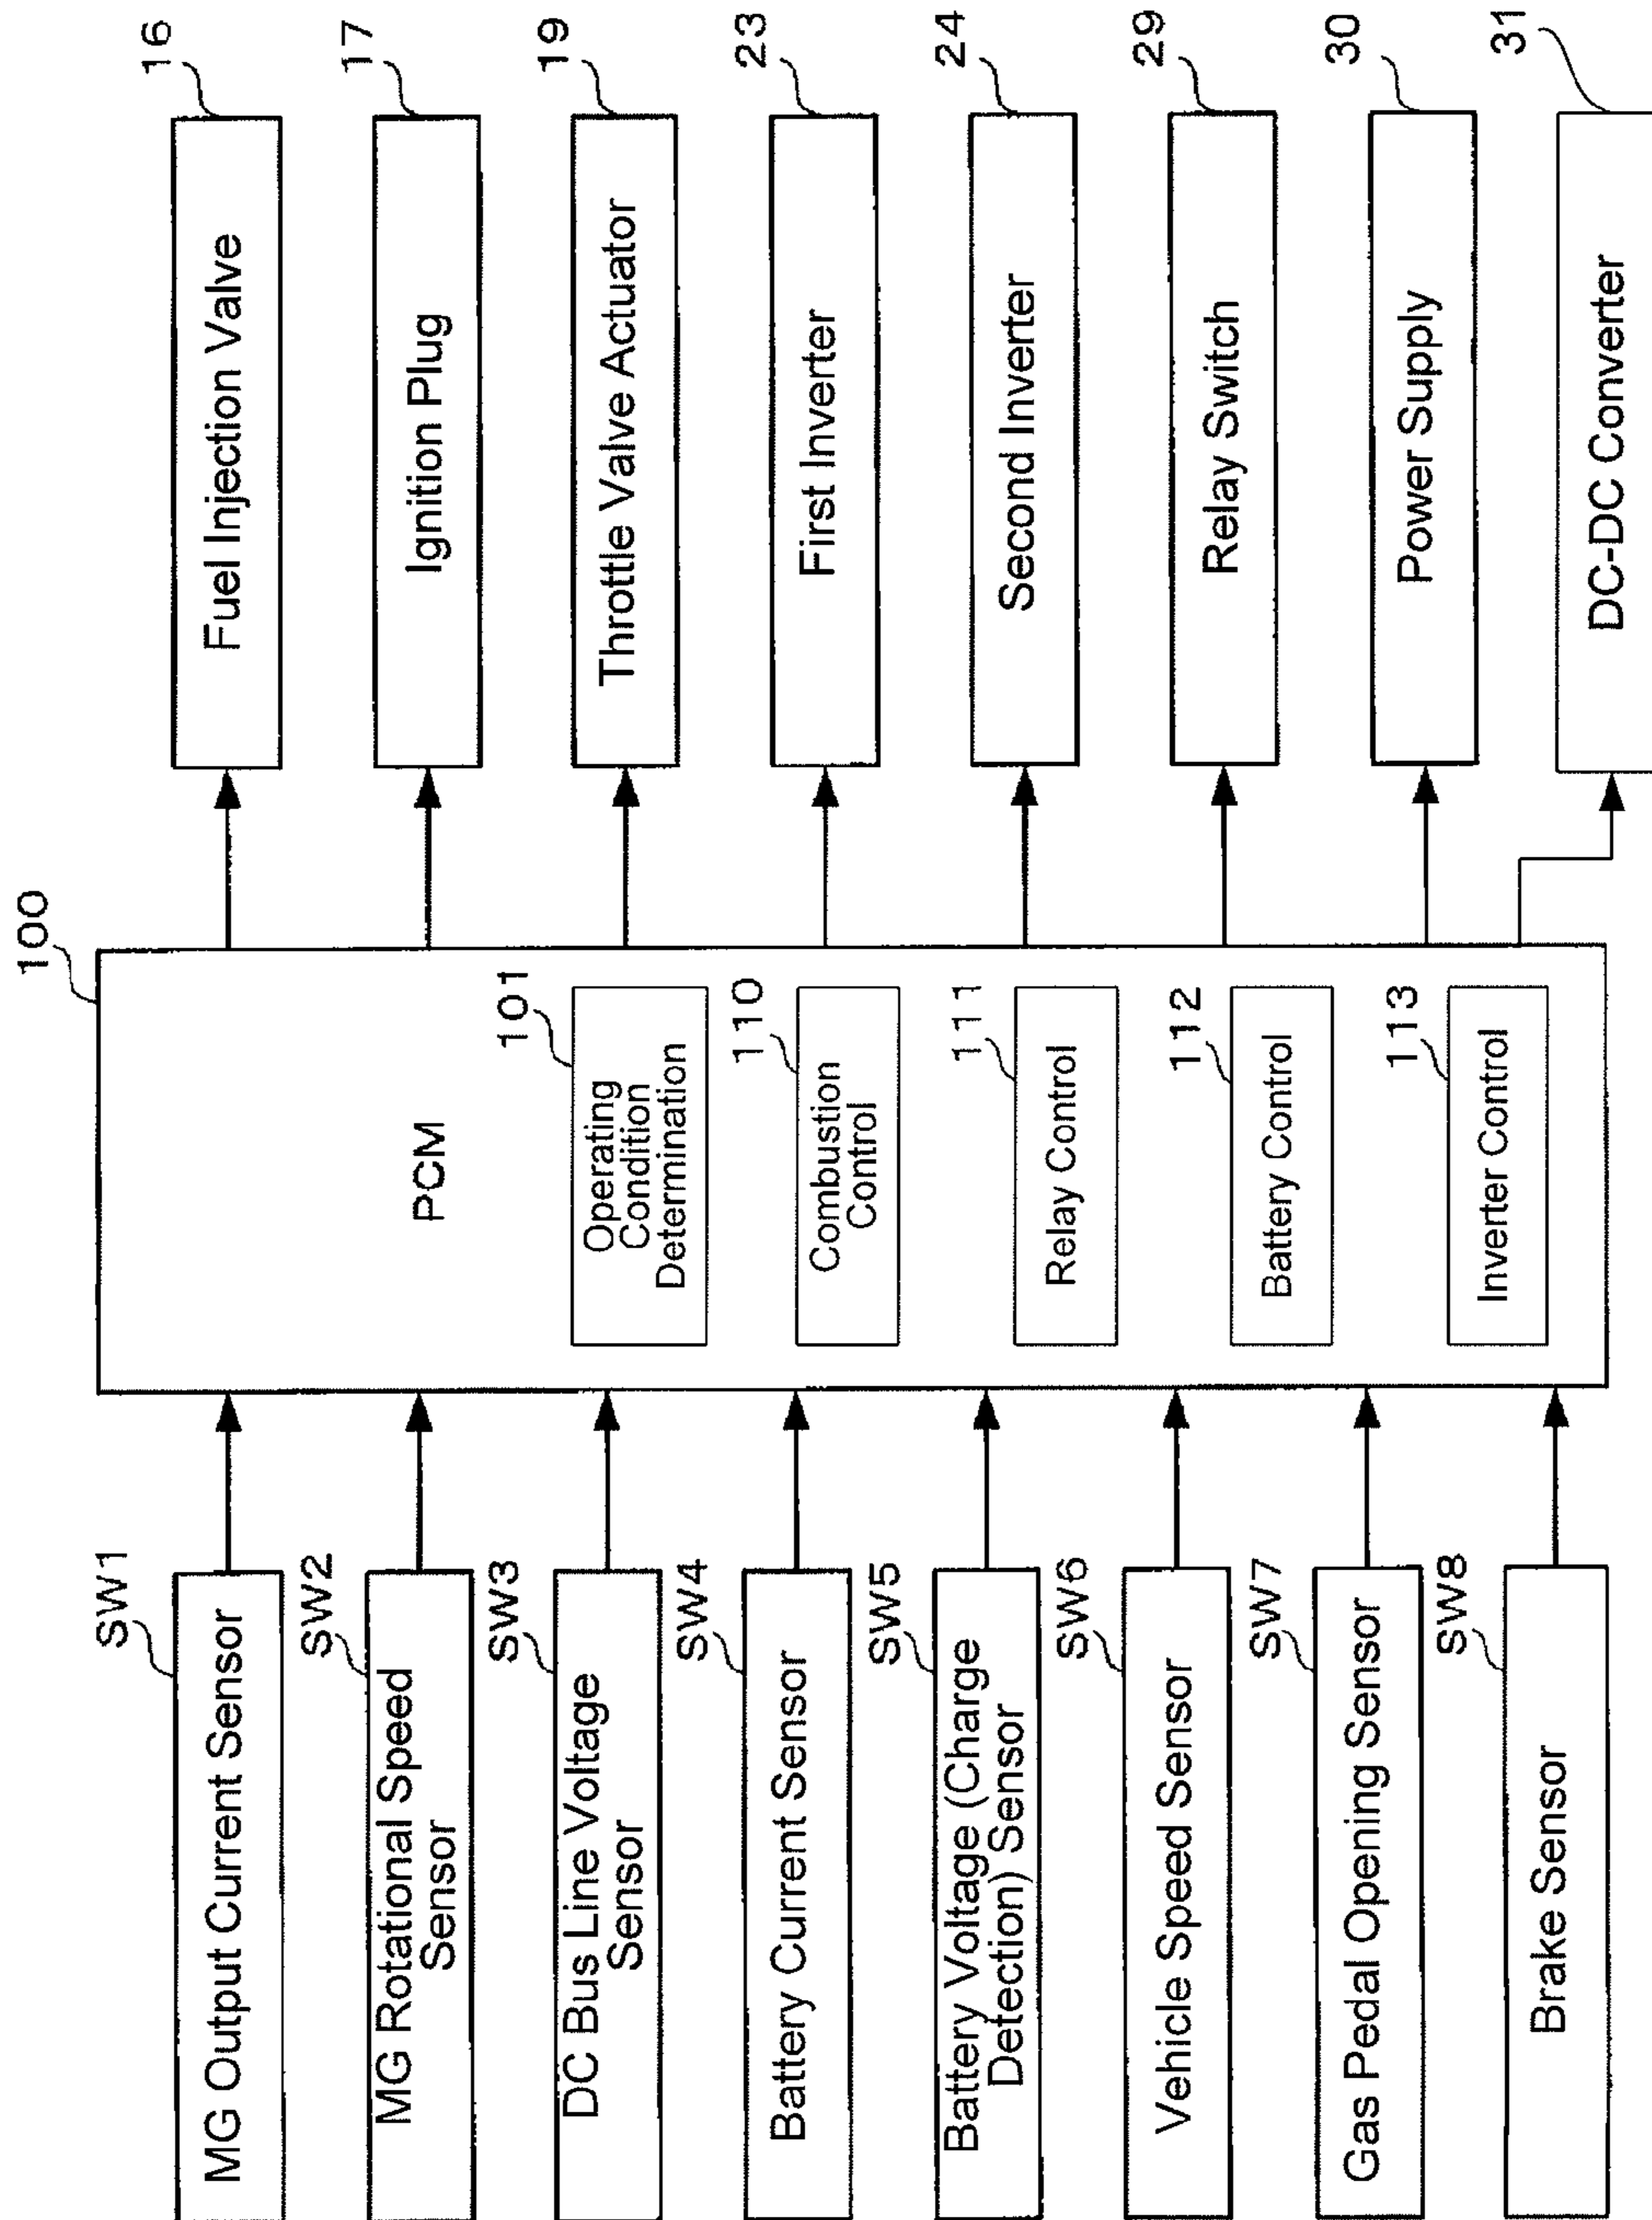 SW1
MG Output Current Sensor
SW2
MG Rotational Speed
Sensor
SW3
DC Bus Line Voltage
Sensor
SW4
Battery Current Sensor
SW5
Battery Voltage (Charge
Detection) Sensor
SW6
Vehicle Speed Sensor
SW7
Gas Pedal Opening Sensor
SW8
Brake Sensor
100
PCM
101
Operating
Condition
Determination
110
Combustion
Control
111
Relay Control
112
Battery Control
113
Inverter Control
16
Fuel Injection Valve
17
Ignition Plug
19
Throttle Valve Actuator
23
First Inverter
24
Second Inverter
29
Relay Switch
30
Power Supply
31
DC-DC Converter